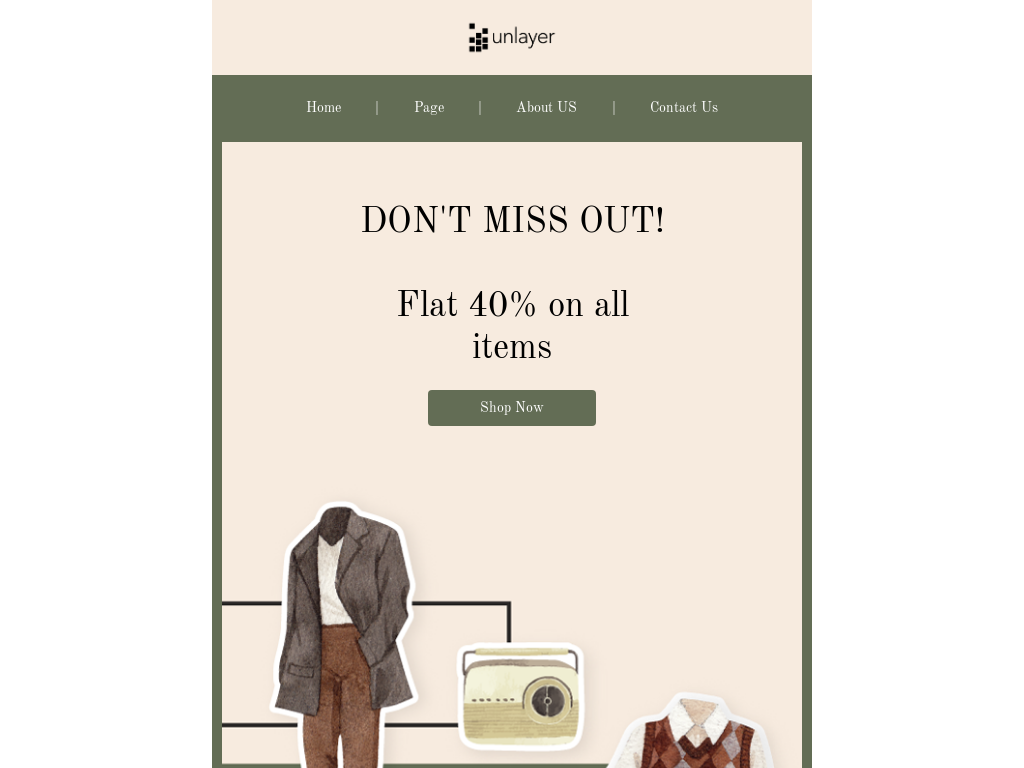 unlayer
Home | Page | About US | Contact Us
DON'T MISS OUT!
Flat 40% on all
items
Shop Now